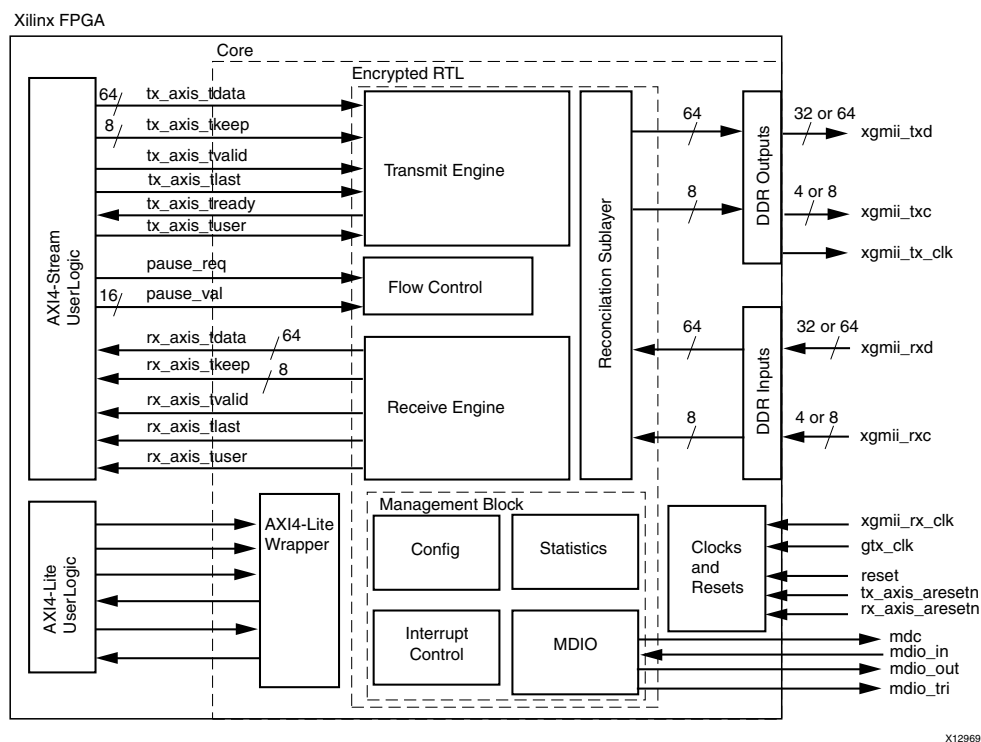 Xilinx FPGA
Core
Encrypted RTL
AXI4-Stream
UserLogic
64
tx_axis_tdata
8
tx_axis_tkeep
tx_axis_tvalid
tx_axis_tlast
tx_axis_tready
tx_axis_tuser
pause_req
16
pause_val
rx_axis_tdata
64
rx_axis_tkeep
8
rx_axis_tvalid
rx_axis_tlast
rx_axis_tuser
Transmit Engine
Flow Control
Receive Engine
Reconcilation Sublayer
64
8
64
8
DDR Outputs
32 or 64
xgmii_txd
4 or 8
xgmii_txc
xgmii_tx_clk
DDR Inputs
32 or 64
xgmii_rxd
4 or 8
xgmii_rxc
AXI4-Lite
UserLogic
AXI4-Lite
Wrapper
Management Block
Config
Statistics
Interrupt
Control
MDIO
Clocks
and
Resets
xgmii_rx_clk
gtx_clk
reset
tx_axis_aresetn
rx_axis_aresetn
mdc
mdio_in
mdio_out
mdio_tri
X12969